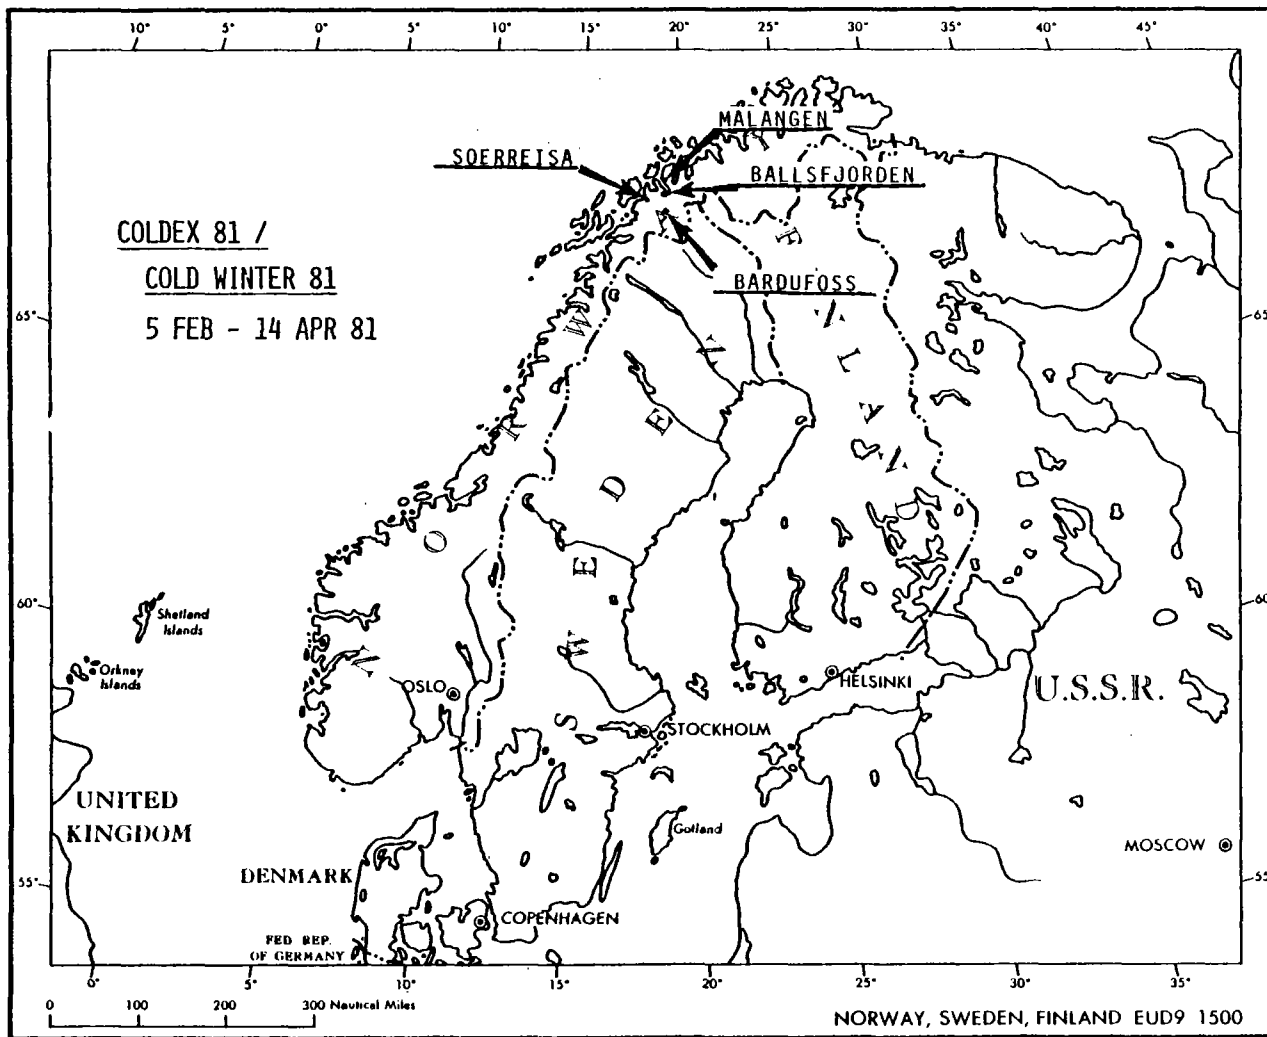 10° 5° 0° 5° 10° 15° 20° 25° 30° 35° 40° 45°
MALANGEN
SOERREISA
BALLSFJORDEN
COLDEX 81 /
COLD WINTER 81
5 FEB - 14 APR 81
BARDUFOSS
65° 65°
NORWAY
SWEDEN
FINLAND
60° 60°
Shetland
Islands
Orkney
Islands
OSLO
HELSINKI
U.S.S.R.
STOCKHOLM
UNITED
KINGDOM
Gotland
MOSCOW
DENMARK
55° 55
COPENHAGEN
FED REP.
OF GERMANY
0° 5° 10° 15° 20° 25° 30° 35°
0 100 200 300 Nautical Miles
NORWAY, SWEDEN, FINLAND EUD9 1500